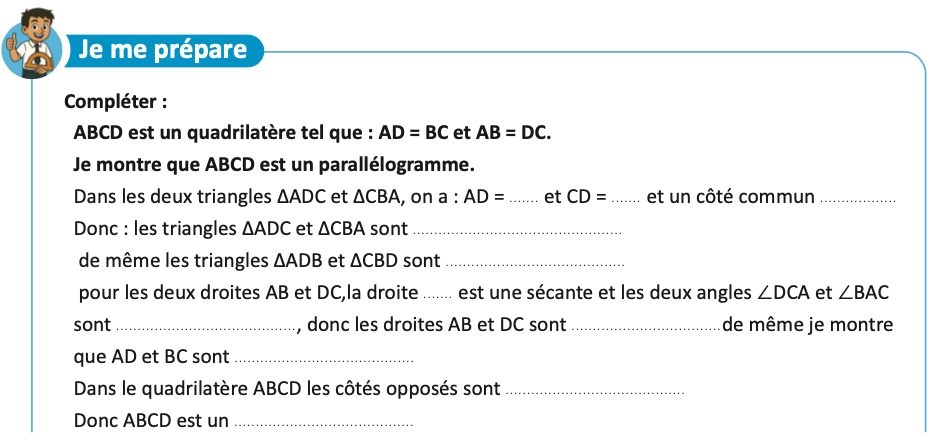 Je me prépare
Compléter :
ABCD est un quadrilatère tel que : AD = BC et AB = DC.
Je montre que ABCD est un parallélogramme.
Dans les deux triangles ΔADC et ΔCBA, on a : AD = ....... et CD = ....... et un côté commun ..................
Donc : les triangles ΔADC et ΔCBA sont .................................................
de même les triangles ΔADB et ΔCBD sont ..........................................
pour les deux droites AB et DC,la droite ....... est une sécante et les deux angles ∠DCA et ∠BAC
sont .........................................., donc les droites AB et DC sont ...................................de même je montre
que AD et BC sont ..........................................
Dans le quadrilatère ABCD les côtés opposés sont ..........................................
Donc ABCD est un ..........................................